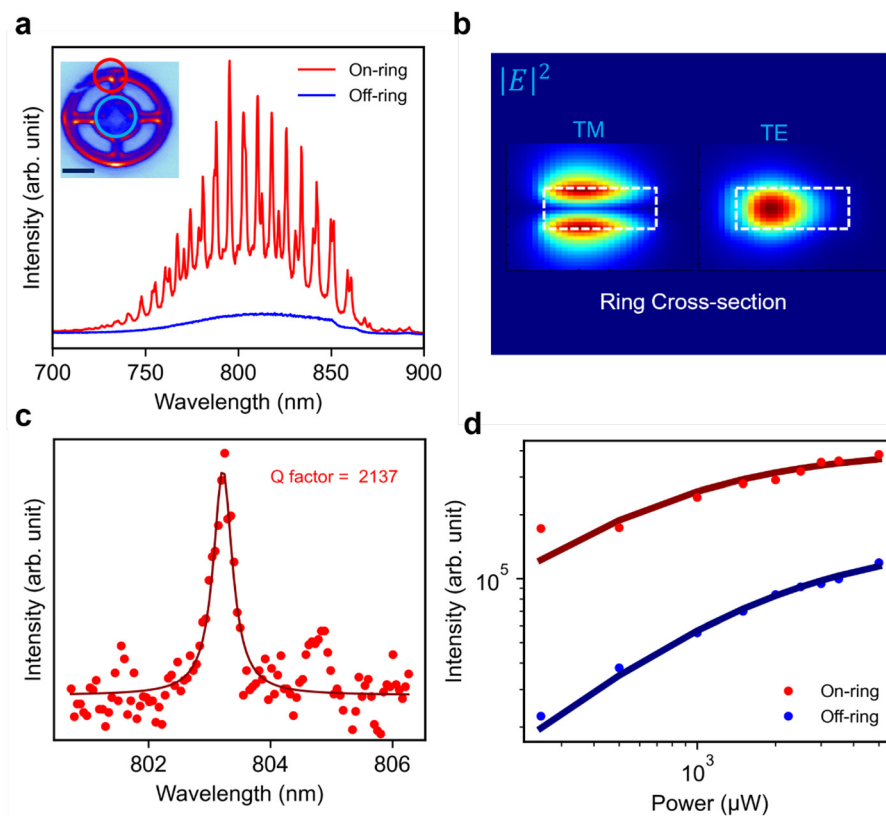 a
On-ring
Off-ring
Intensity (arb. unit)
700 750 800 850 900
Wavelength (nm)
b
|E|²
TM TE
Ring Cross-section
c
Q factor = 2137
Intensity (arb. unit)
802 804 806
Wavelength (nm)
d
Intensity (arb. unit)
10⁵
On-ring
Off-ring
10³
Power (μW)